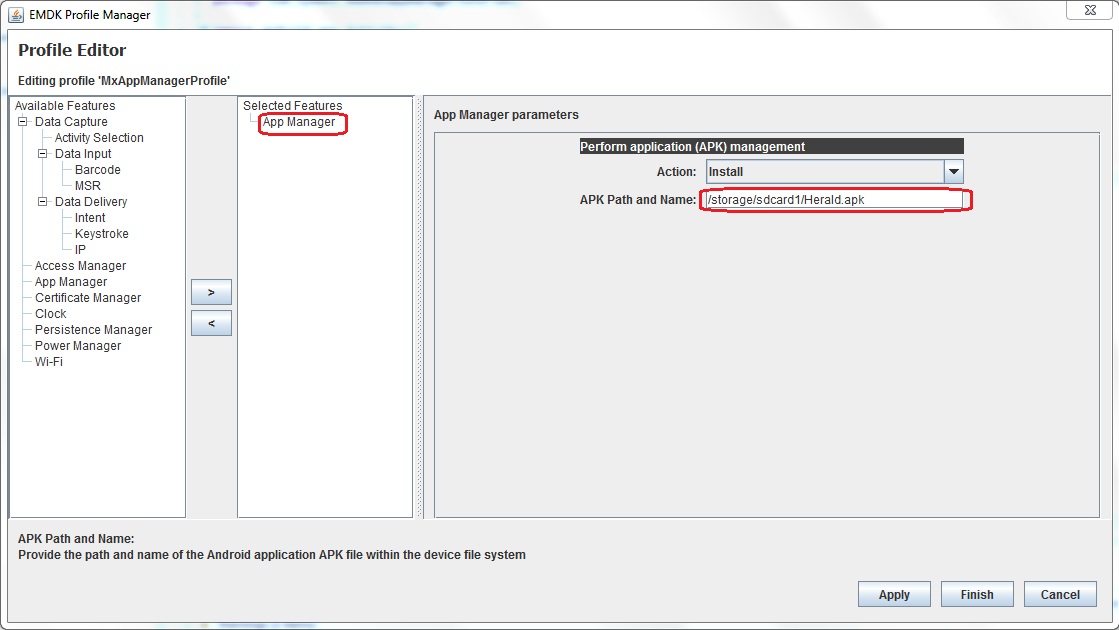 EMDK Profile Manager
Profile Editor
Editing profile 'MxAppManagerProfile'
Available Features
Data Capture
Activity Selection
Data Input
Barcode
MSR
Data Delivery
Intent
Keystroke
IP
Access Manager
App Manager
Certificate Manager
Clock
Persistence Manager
Power Manager
Wi-Fi
>
<
Selected Features
App Manager
App Manager parameters
Perform application (APK) management
Action: Install
APK Path and Name: /storage/sdcard1/Herald.apk
APK Path and Name:
Provide the path and name of the Android application APK file within the device file system
Apply Finish Cancel